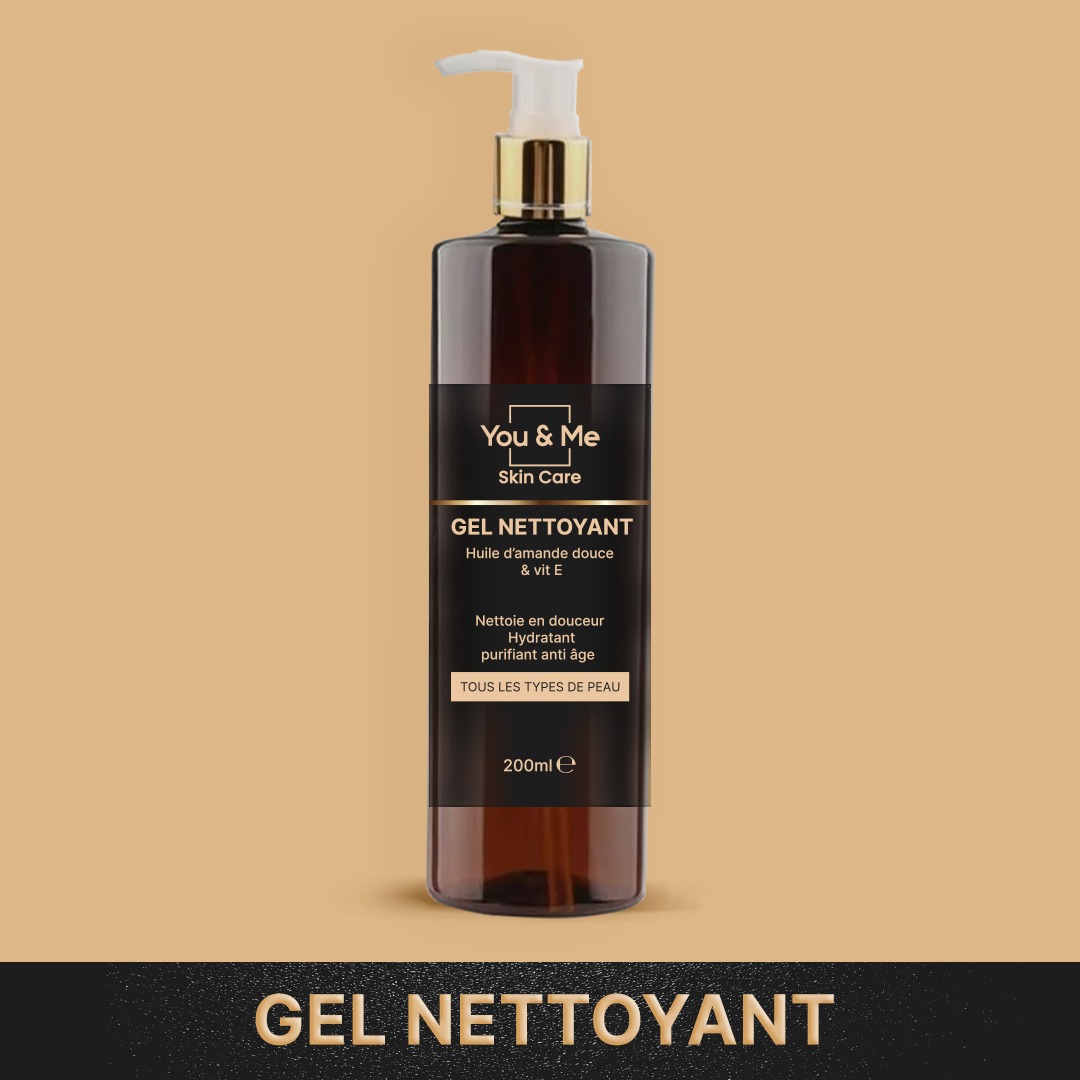 You & Me
Skin Care
GEL NETTOYANT
Huile d’amande douce
& vit E
Nettoie en douceur
Hydratant
purifiant anti âge
TOUS LES TYPES DE PEAU
200ml ℮
GEL NETTOYANT